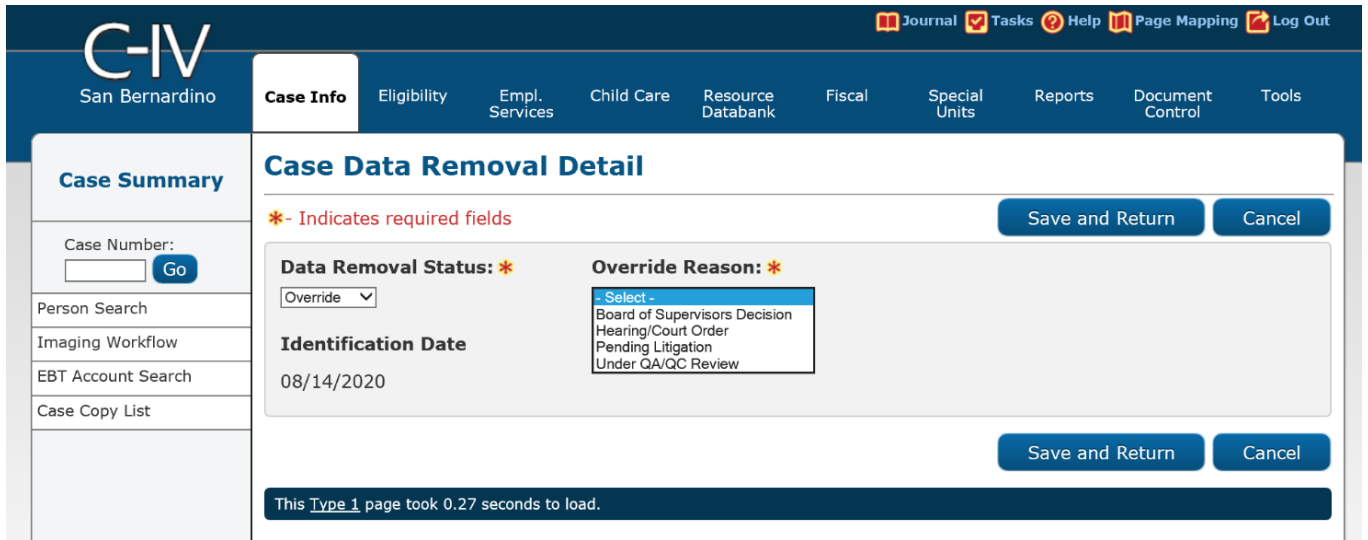 Journal Tasks Help Page Mapping Log Out
C-IV
San Bernardino
Case Info Eligibility Empl. Services Child Care Resource Databank Fiscal Special Units Reports Document Control Tools
Case Summary
Case Number:
Go
Person Search
Imaging Workflow
EBT Account Search
Case Copy List
Case Data Removal Detail
*- Indicates required fields
Save and Return Cancel
Data Removal Status: * Override Reason: *
Override - Select -
Board of Supervisors Decision
Hearing/Court Order
Pending Litigation
Under QA/QC Review
Identification Date
08/14/2020
Save and Return Cancel
This Type 1 page took 0.27 seconds to load.